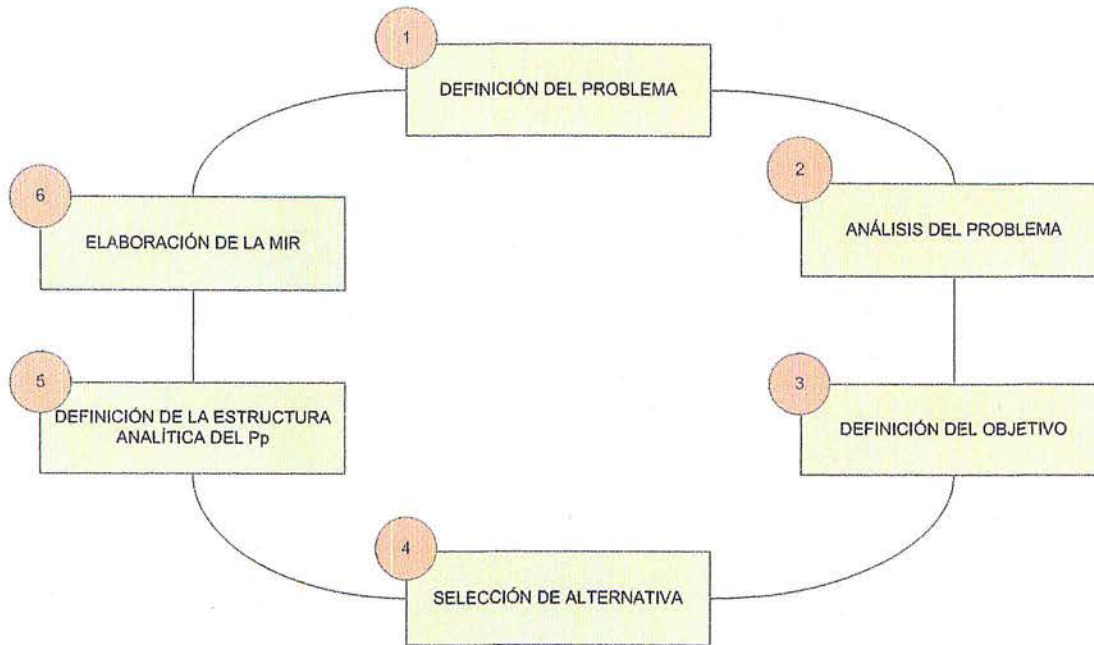 1
DEFINICIÓN DEL PROBLEMA
2
ANÁLISIS DEL PROBLEMA
3
DEFINICIÓN DEL OBJETIVO
4
SELECCIÓN DE ALTERNATIVA
5
DEFINICIÓN DE LA ESTRUCTURA
ANALÍTICA DEL Pp
6
ELABORACIÓN DE LA MIR